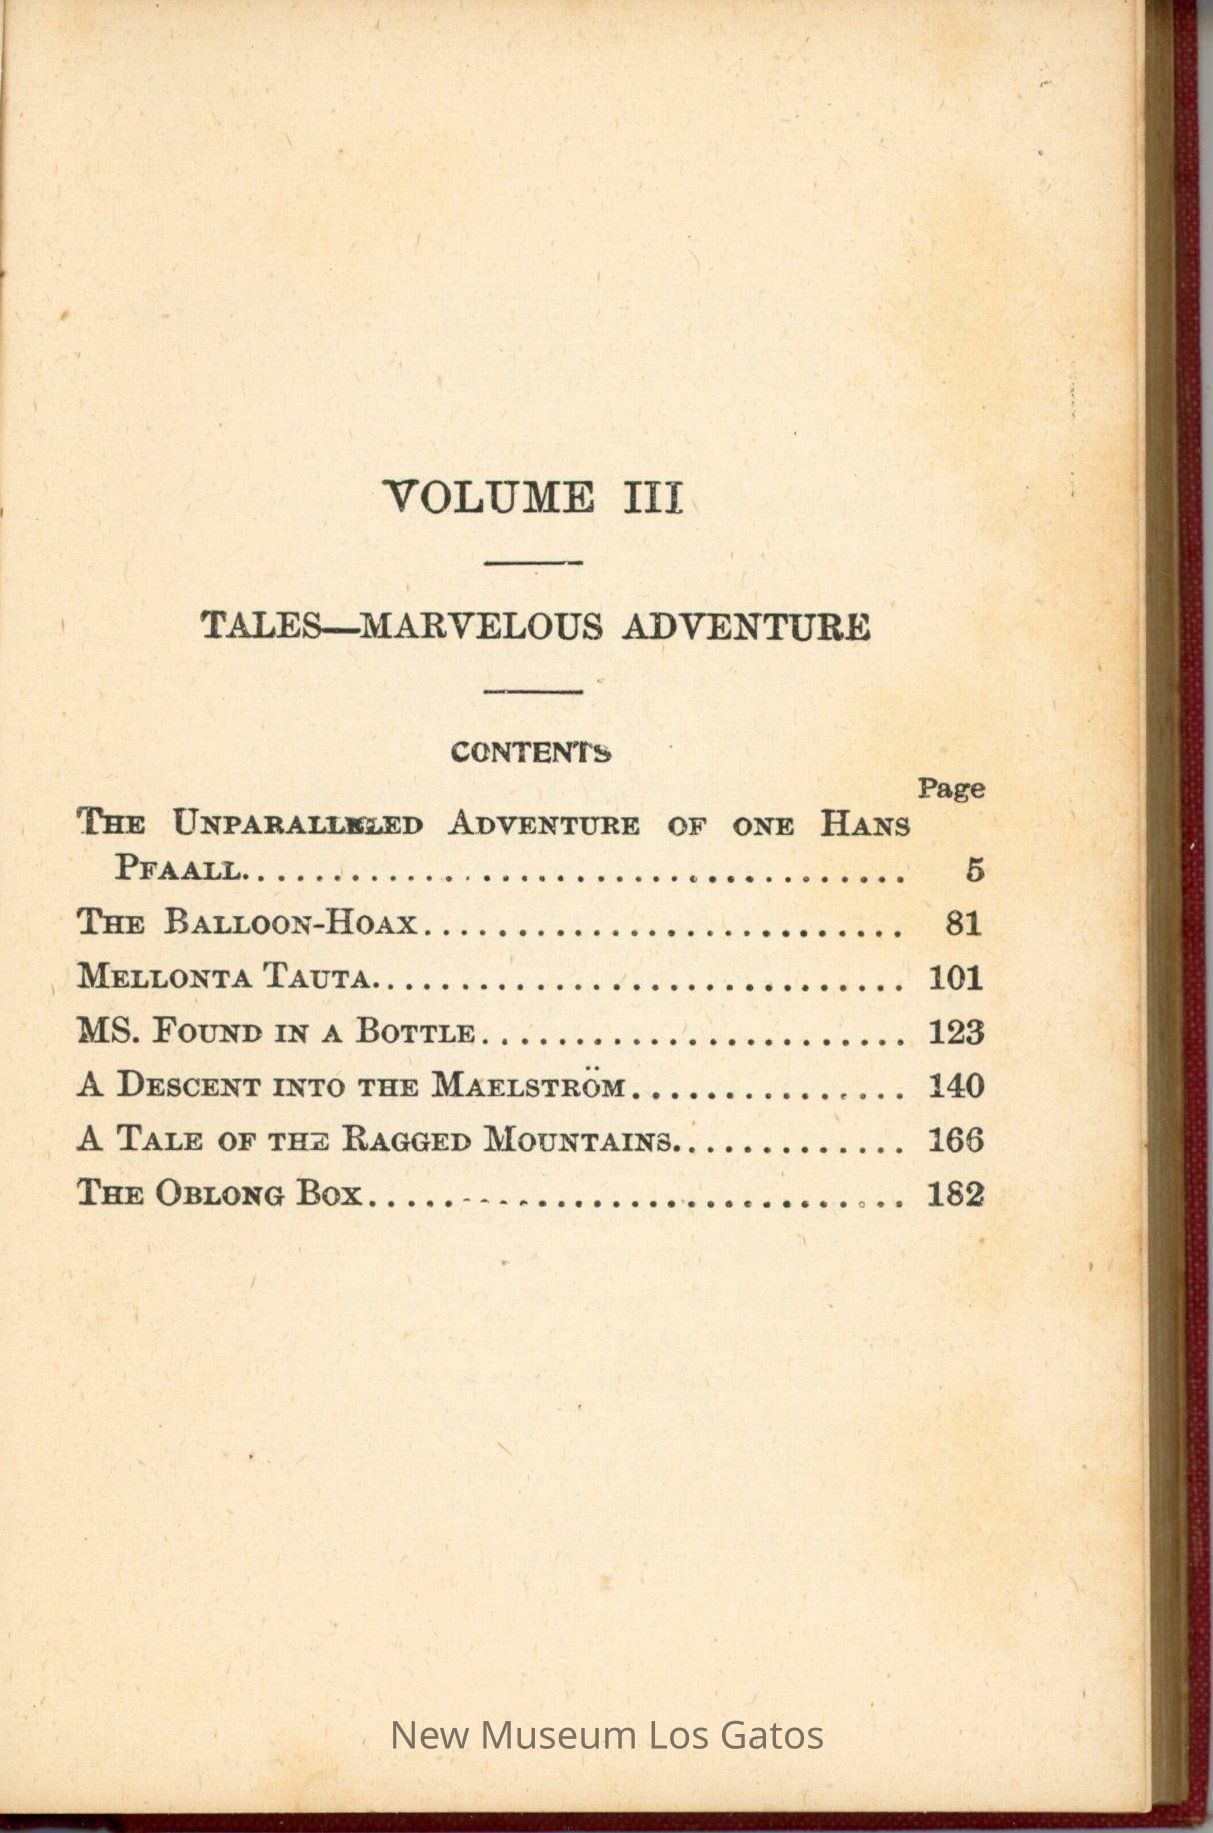 VOLUME III
TALES—MARVELOUS ADVENTURE
CONTENTS
Page
THE UNPARALLELED ADVENTURE OF ONE HANS
PFAALL........................................ 5
THE BALLOON-HOAX............................ 81
MELLONTA TAUTA.............................. 101
MS. FOUND IN A BOTTLE........................ 123
A DESCENT INTO THE MAELSTRÖM............... 140
A TALE OF THE RAGGED MOUNTAINS............. 166
THE OBLONG BOX.............................. 182
New Museum Los Gatos